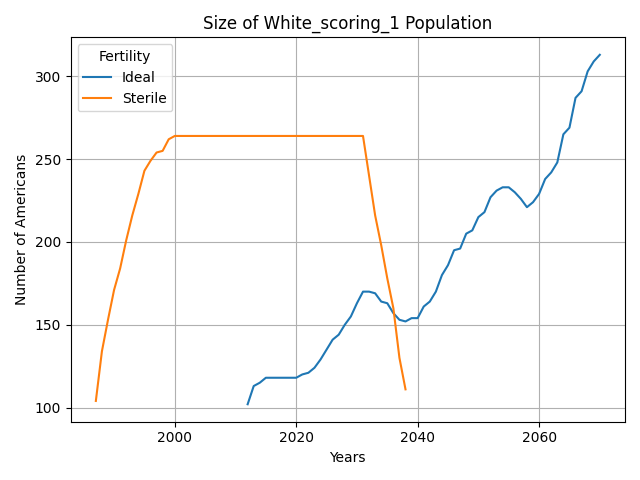 Size of White_scoring_1 Population
Fertility
Ideal
Sterile
Number of Americans
300
250
200
150
100
2000
2020
2040
2060
Years